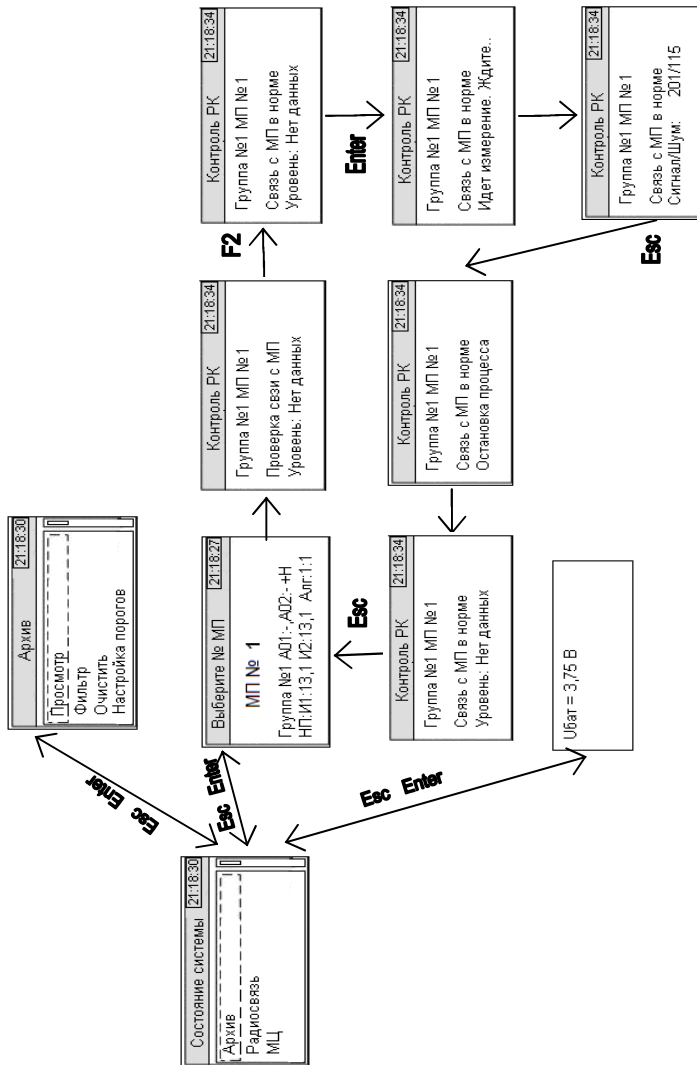 Состояние системы 21:18:30
Архив
Радиосвязь
МЦ
Esc Enter
Архив 21:18:30
Просмотр
Фильтр
Очистить
Настройка порогов
Esc Enter
Выберите № МП 21:18:27
МП № 1
Группа №1 A01:-,A02:-+Н
НП:И1:13,1 И2:13,1 Алг:1:1
Контроль РК 21:18:34
Группа №1 МП №1
Проверка свзи с МП
Уровень: Нет данных
F2
Контроль РК 21:18:34
Группа №1 МП №1
Связь с МП в норме
Уровень: Нет данных
Enter
Контроль РК 21:18:34
Группа №1 МП №1
Связь с МП в норме
Идет измерение. Ждите..
Контроль РК 21:18:34
Группа №1 МП №1
Связь с МП в норме
Сигнал/Шум: 201/115
Esc
Контроль РК 21:18:34
Группа №1 МП №1
Связь с МП в норме
Остановка процесса
Контроль РК 21:18:34
Группа №1 МП №1
Связь с МП в норме
Уровень: Нет данных
Esc
Esc Enter
Uбат = 3,75 В